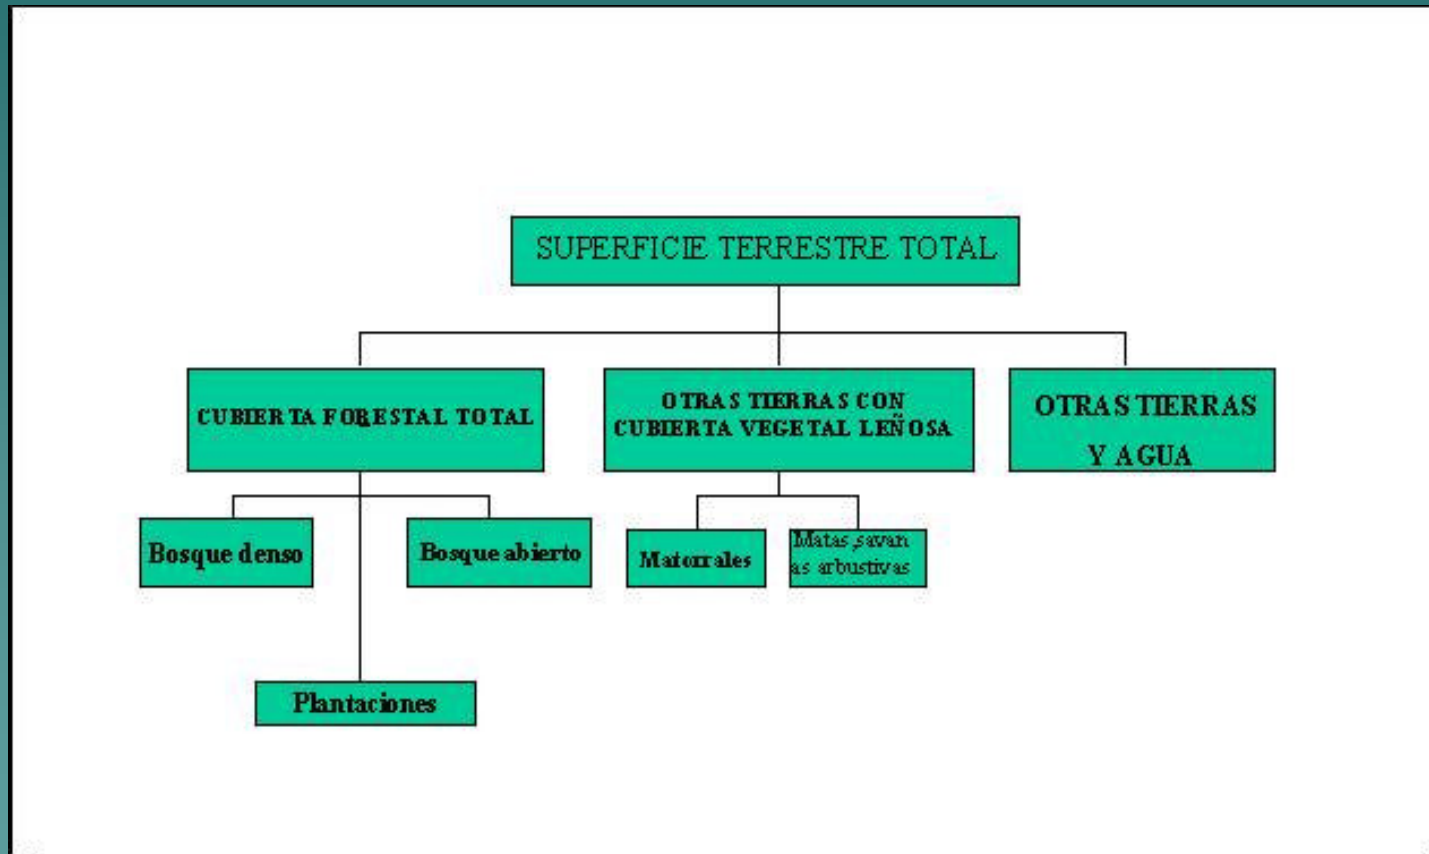 SUPERFICIE TERRESTRE TOTAL
CUBIERTA FORESTAL TOTAL
OTRAS TIERRAS CON
CUBIERTA VEGETAL LEÑOSA
OTRAS TIERRAS
Y AGUA
Bosque denso
Bosque abierto
Matorrales
Matas,savan
as arbustivas
Plantaciones